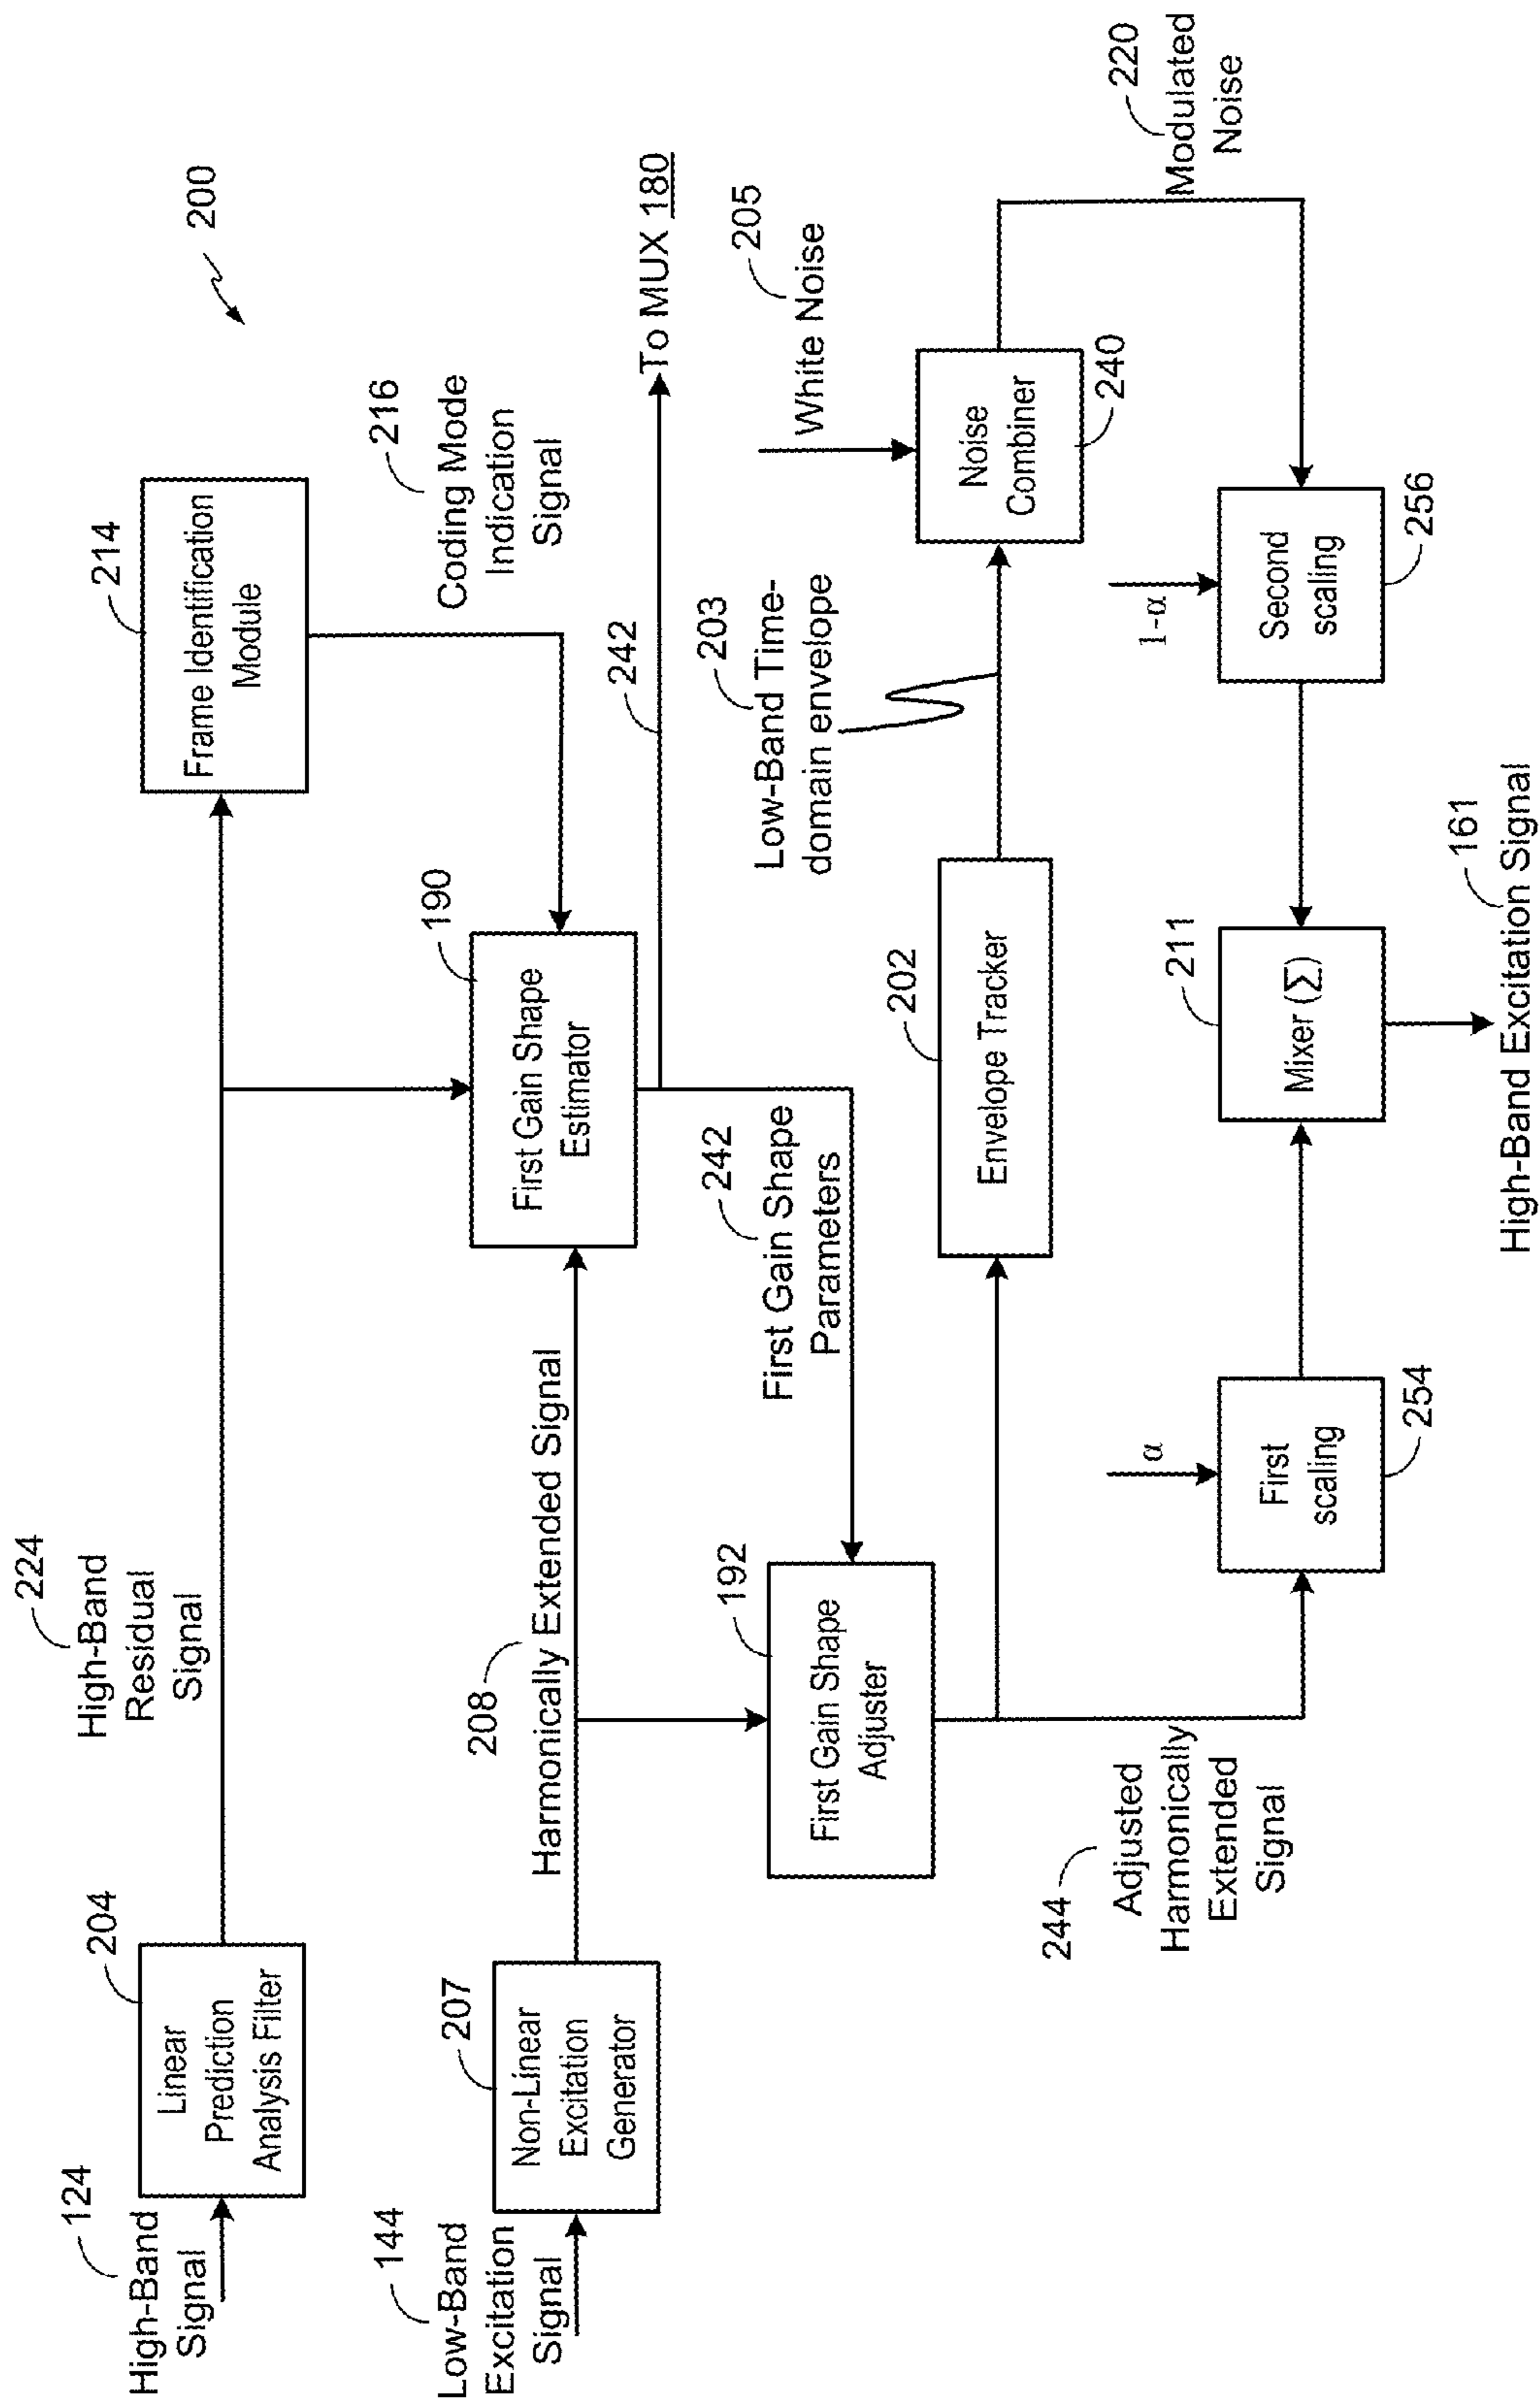 200
124
High-Band
Signal
204
Linear
Prediction
Analysis Filter
224
High-Band
Residual
Signal
214
Frame Identification
Module
216
Coding Mode
Indication
Signal
144
Low-Band
Excitation
Signal
207
Non-Linear
Excitation
Generator
208
Harmonically Extended Signal
190
First Gain Shape
Estimator
242
To MUX 180
242
First Gain Shape
Parameters
192
First Gain Shape
Adjuster
202
Envelope Tracker
203
Low-Band Time-
domain envelope
205
White Noise
Noise
Combiner
240
220
Modulated
Noise
244
Adjusted
Harmonically
Extended
Signal
α
First
scaling
254
211
Mixer (Σ)
1-α
Second
scaling
256
161
High-Band Excitation Signal